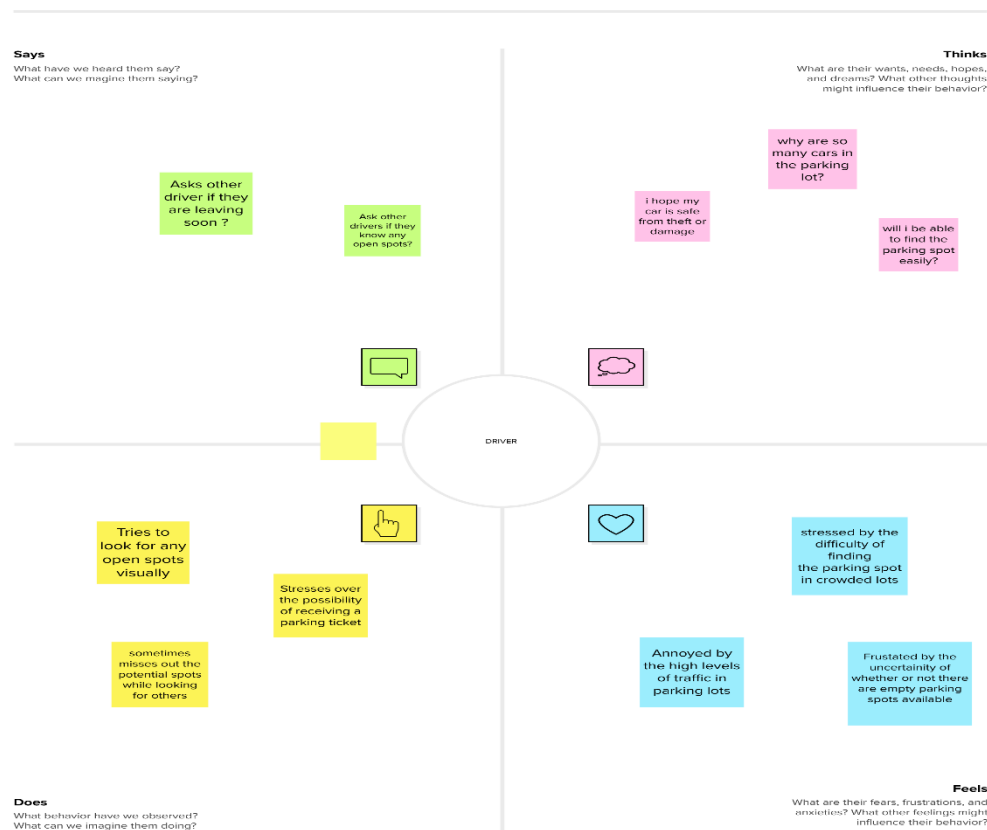 Says
What have we heard them say?
What can we magine them saying?
Thinks
What are their wants, needs, hopes,
and dreams? What other thoughts
might influence their behavior?
Asks other
driver if they
are leaving
soon ?
Ask other
drivers if they
know any
open spots?
why are so
many cars in
the parking
lot?
i hope my
car is safe
from theft or
damage
will i be able
to find the
parking spot
easily?
DRIVER
Tries to
look for any
open spots
visually
Stresses over
the possibility
of receiving a
parking ticket
sometimes
misses out the
potential spots
while looking
for others
stressed by the
difficulty of
finding
the parking spot
in crowded lots
Annoyed by
the high levels
of traffic in
parking lots
Frustated by the
uncertainity of
whether or not there
are empty parking
spots available
Does
What behavior have we observed?
What can we imagine them doing?
Feels
What are their fears, frustrations, and
anxieties? What other feelings might
influence their behavior?